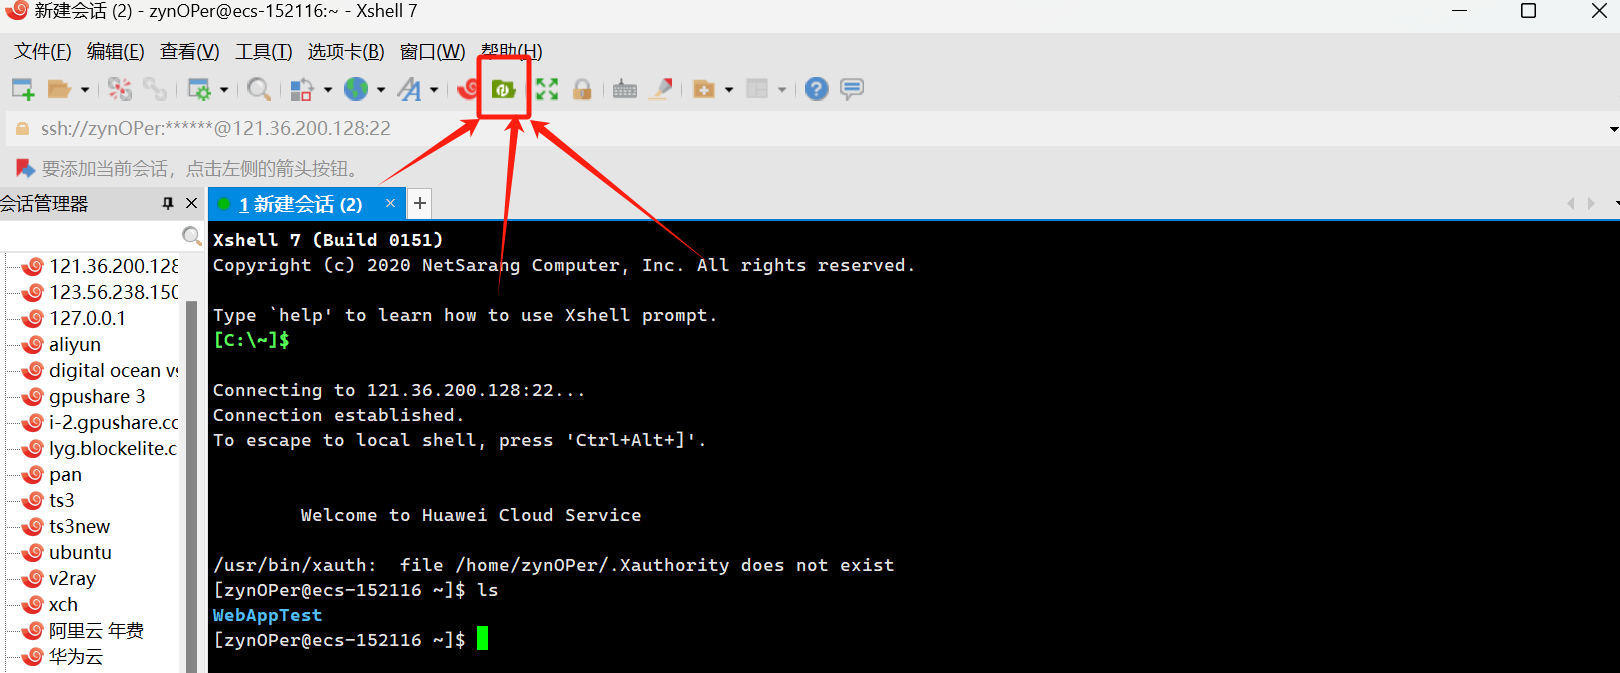 新建会话 (2) - zynOPer@ecs-152116:~ - Xshell 7
文件(F) 编辑(E) 查看(V) 工具(T) 选项卡(B) 窗口(W) 帮助(H)
ssh://zynOPer:******@121.36.200.128:22
要添加当前会话，点击左侧的箭头按钮。
会话管理器
1 新建会话 (2) × +
121.36.200.128
123.56.238.150
127.0.0.1
aliyun
digital ocean vs
gpushare 3
i-2.gpushare.cc
lyg.blockelite.c
pan
ts3
ts3new
ubuntu
v2ray
xch
阿里云 年费
华为云
Xshell 7 (Build 0151)
Copyright (c) 2020 NetSarang Computer, Inc. All rights reserved.
Type `help' to learn how to use Xshell prompt.
[C:\~]$
Connecting to 121.36.200.128:22...
Connection established.
To escape to local shell, press 'Ctrl+Alt+]'.
Welcome to Huawei Cloud Service
/usr/bin/xauth:  file /home/zynOPer/.Xauthority does not exist
[zynOPer@ecs-152116 ~]$ ls
WebAppTest
[zynOPer@ecs-152116 ~]$